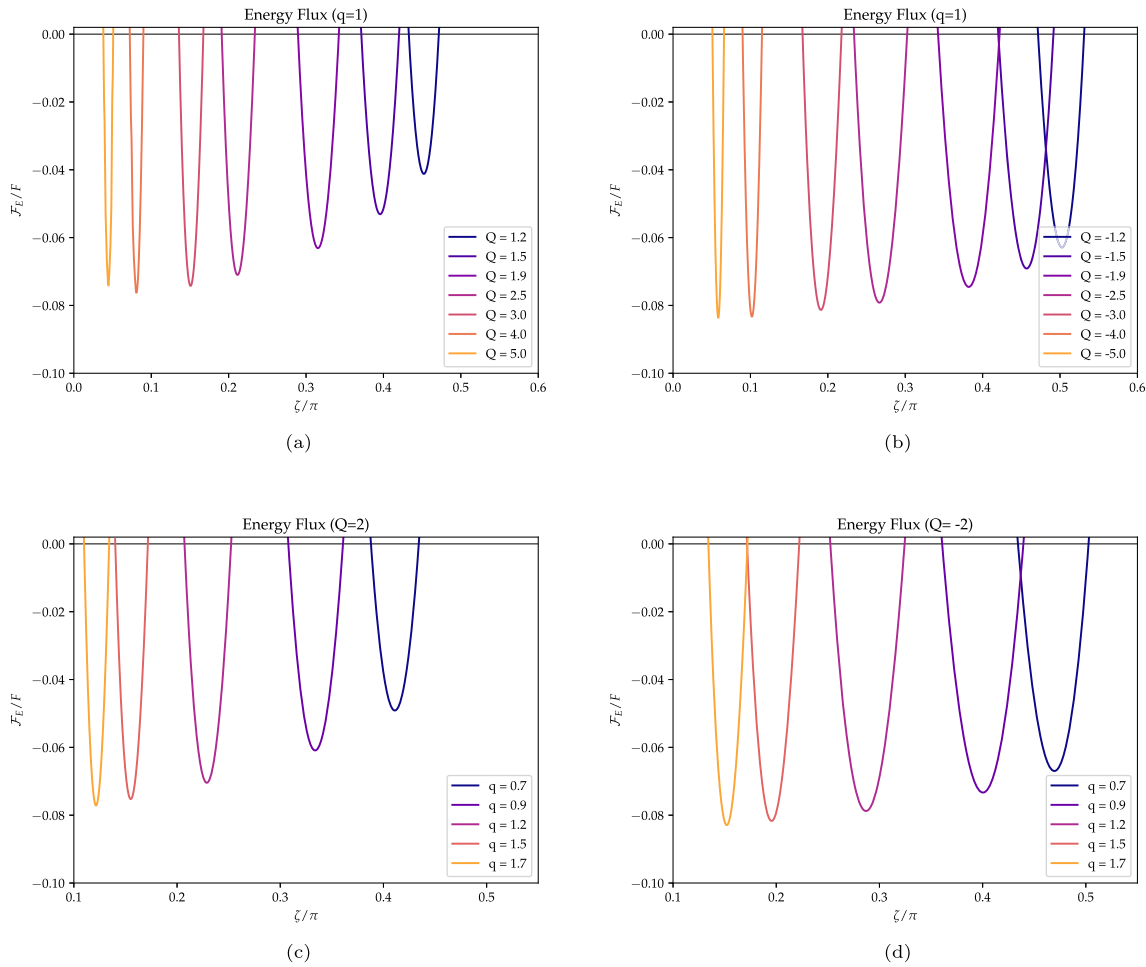 Energy Flux (q=1)
0.00
−0.02
−0.04
−0.06
−0.08
−0.10
ℱ_E/F
Q = 1.2
Q = 1.5
Q = 1.9
Q = 2.5
Q = 3.0
Q = 4.0
Q = 5.0
0.0 0.1 0.2 0.3 0.4 0.5 0.6
ζ/π
(a)
Energy Flux (q=1)
0.00
−0.02
−0.04
−0.06
−0.08
−0.10
ℱ_E/F
Q = -1.2
Q = -1.5
Q = -1.9
Q = -2.5
Q = -3.0
Q = -4.0
Q = -5.0
0.0 0.1 0.2 0.3 0.4 0.5 0.6
ζ/π
(b)
Energy Flux (Q=2)
0.00
−0.02
−0.04
−0.06
−0.08
−0.10
ℱ_E/F
q = 0.7
q = 0.9
q = 1.2
q = 1.5
q = 1.7
0.1 0.2 0.3 0.4 0.5
ζ/π
(c)
Energy Flux (Q= -2)
0.00
−0.02
−0.04
−0.06
−0.08
−0.10
ℱ_E/F
q = 0.7
q = 0.9
q = 1.2
q = 1.5
q = 1.7
0.1 0.2 0.3 0.4 0.5
ζ/π
(d)